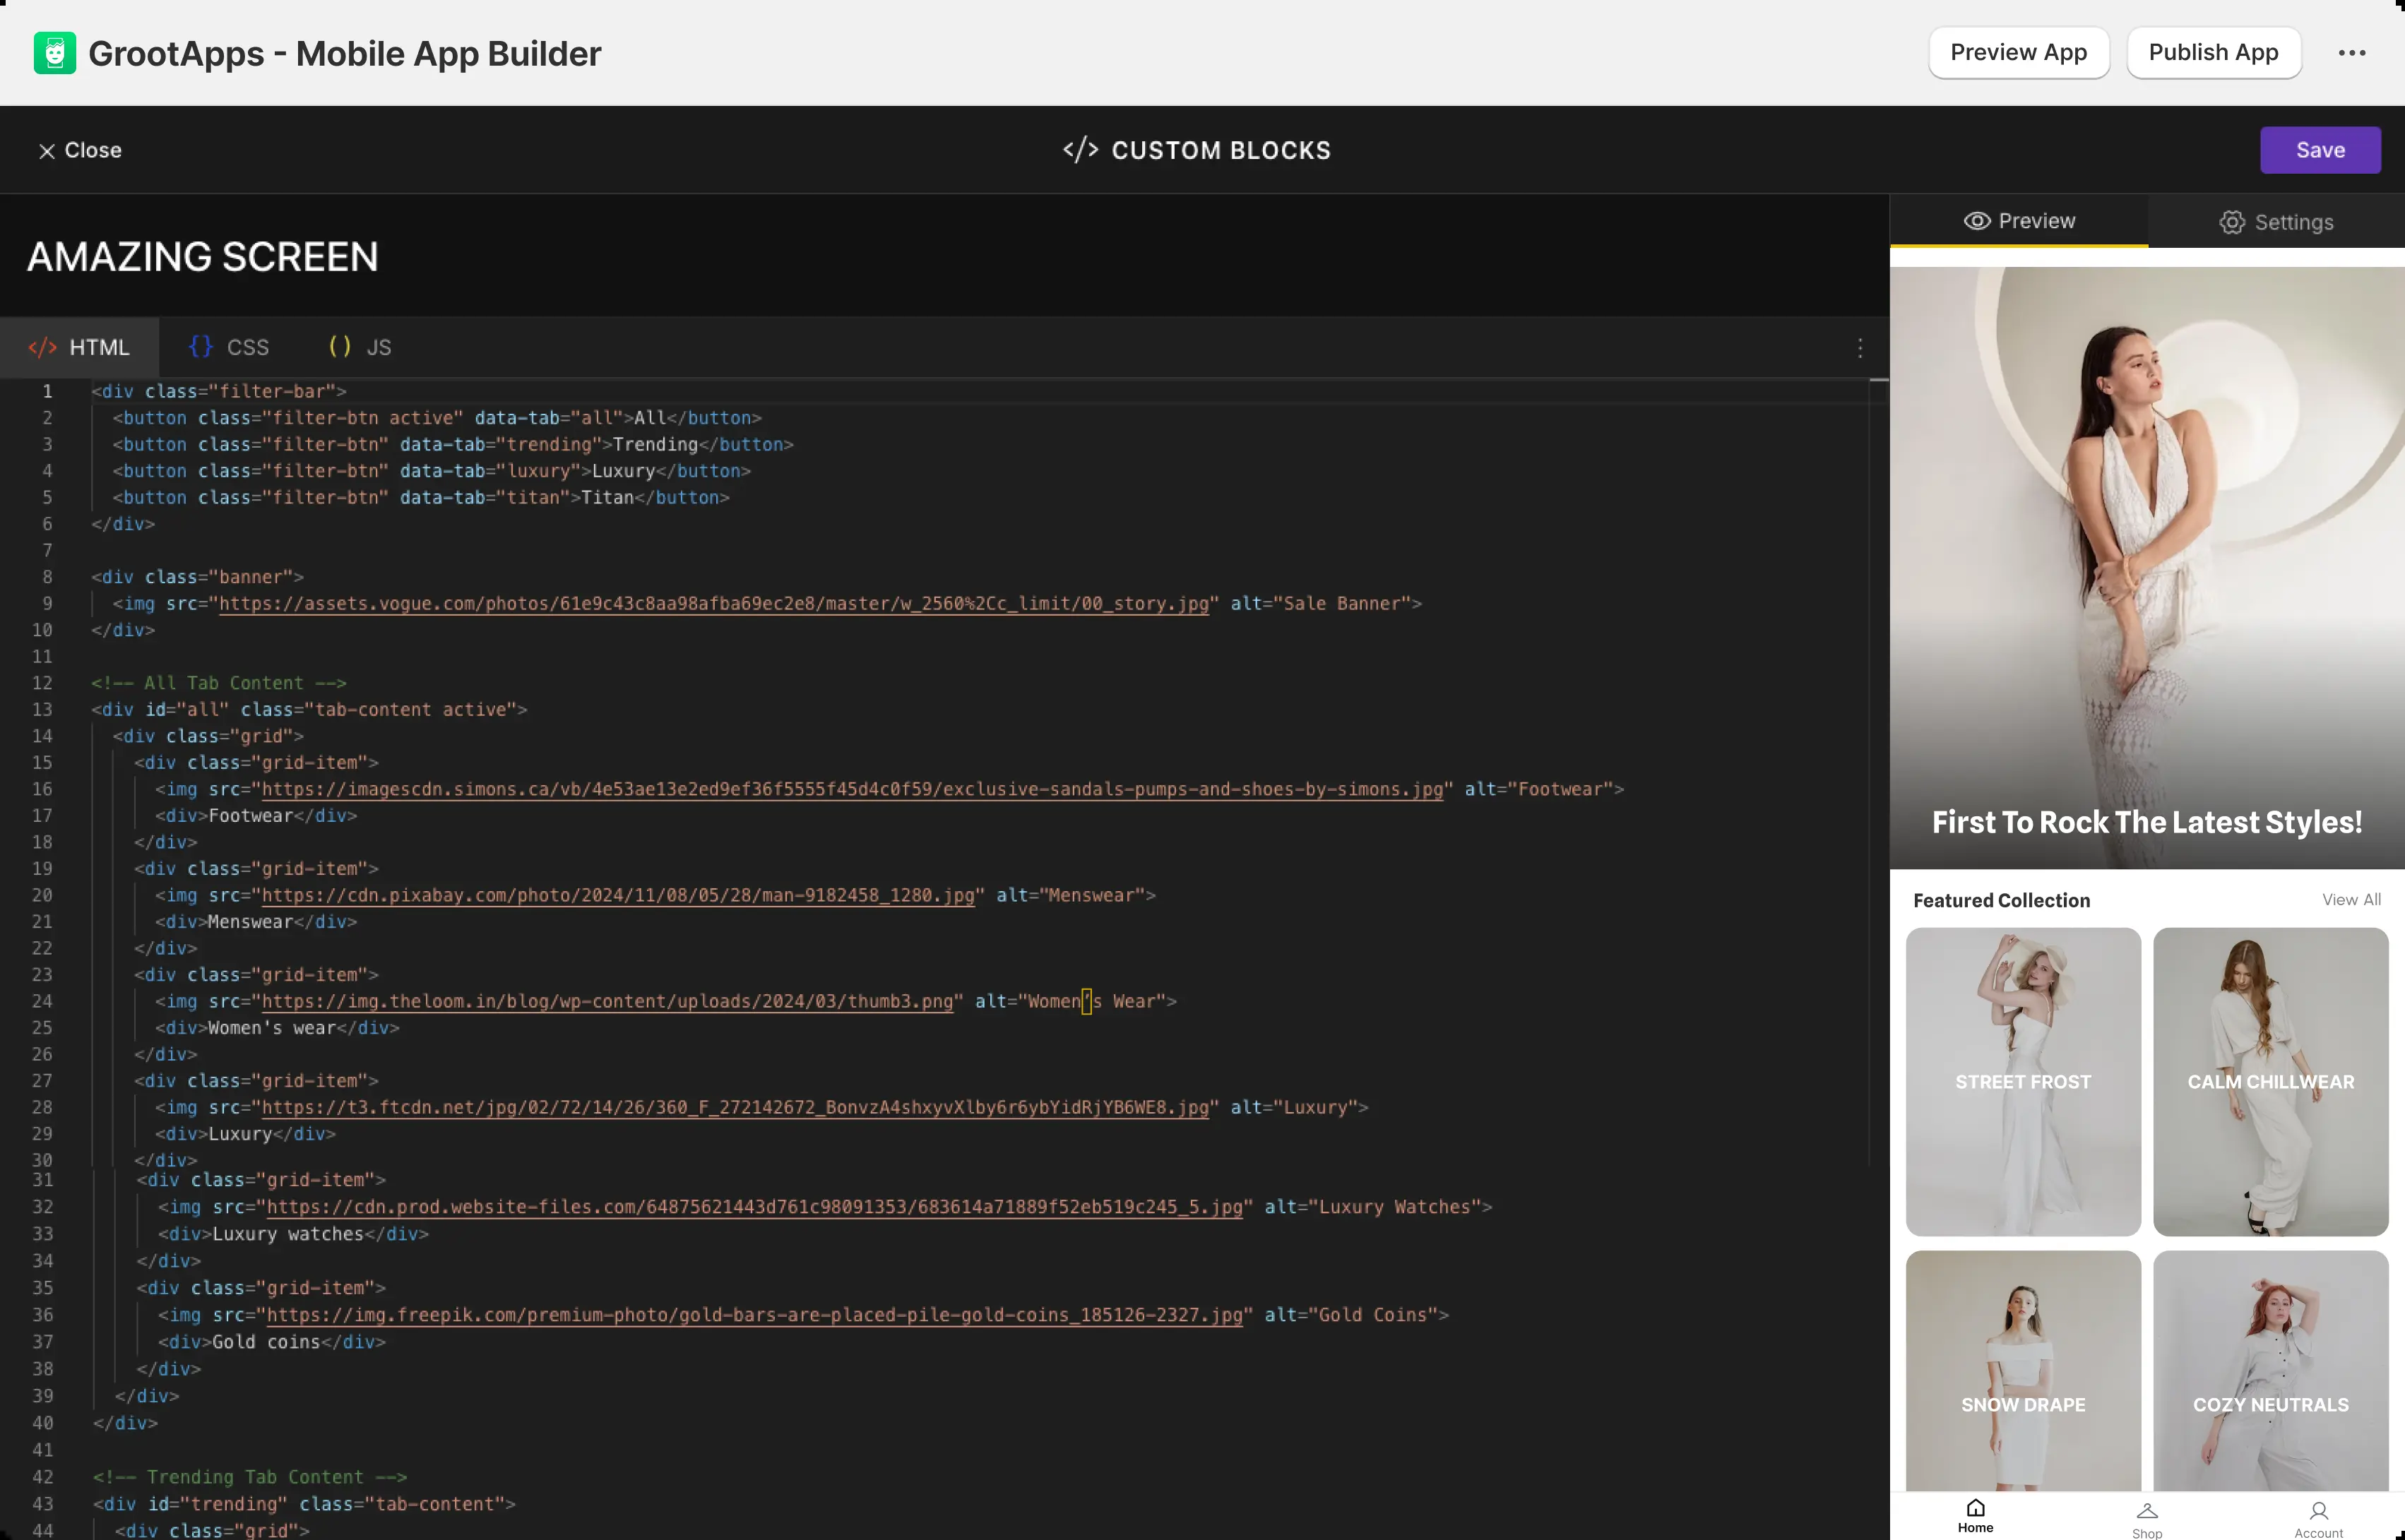 GrootApps - Mobile App Builder
Preview App
Publish App
Close
</> CUSTOM BLOCKS
Save
AMAZING SCREEN
Preview
Settings
</> HTML
{} CSS
() JS
1 <div class="filter-bar">
2 <button class="filter-btn active" data-tab="all">All</button>
3 <button class="filter-btn" data-tab="trending">Trending</button>
4 <button class="filter-btn" data-tab="luxury">Luxury</button>
5 <button class="filter-btn" data-tab="titan">Titan</button>
6 </div>
7
8 <div class="banner">
9 <img src="https://assets.vogue.com/photos/61e9c43c8aa98afba69ec2e8/master/w_2560%2Cc_limit/00_story.jpg" alt="Sale Banner">
10 </div>
11
12 <!-- All Tab Content -->
13 <div id="all" class="tab-content active">
14 <div class="grid">
15 <div class="grid-item">
16 <img src="https://imagescdn.simons.ca/vb/4e53ae13e2ed9ef36f5555f45d4c0f59/exclusive-sandals-pumps-and-shoes-by-simons.jpg" alt="Footwear">
17 <div>Footwear</div>
18 </div>
19 <div class="grid-item">
20 <img src="https://cdn.pixabay.com/photo/2024/11/08/05/28/man-9182458_1280.jpg" alt="Menswear">
21 <div>Menswear</div>
22 </div>
23 <div class="grid-item">
24 <img src="https://img.theloom.in/blog/wp-content/uploads/2024/03/thumb3.png" alt="Women’s Wear">
25 <div>Women's wear</div>
26 </div>
27 <div class="grid-item">
28 <img src="https://t3.ftcdn.net/jpg/02/72/14/26/360_F_272142672_BonvzA4shxyvXlby6r6ybYidRjYB6WE8.jpg" alt="Luxury">
29 <div>Luxury</div>
30 </div>
31 <div class="grid-item">
32 <img src="https://cdn.prod.website-files.com/64875621443d761c98091353/683614a71889f52eb519c245_5.jpg" alt="Luxury Watches">
33 <div>Luxury watches</div>
34 </div>
35 <div class="grid-item">
36 <img src="https://img.freepik.com/premium-photo/gold-bars-are-placed-pile-gold-coins_185126-2327.jpg" alt="Gold Coins">
37 <div>Gold coins</div>
38 </div>
39 </div>
40 </div>
41
42 <!-- Trending Tab Content -->
43 <div id="trending" class="tab-content">
44 <div class="grid">
First To Rock The Latest Styles!
Featured Collection
View All
STREET FROST
CALM CHILLWEAR
SNOW DRAPE
COZY NEUTRALS
Home
Shop
Account